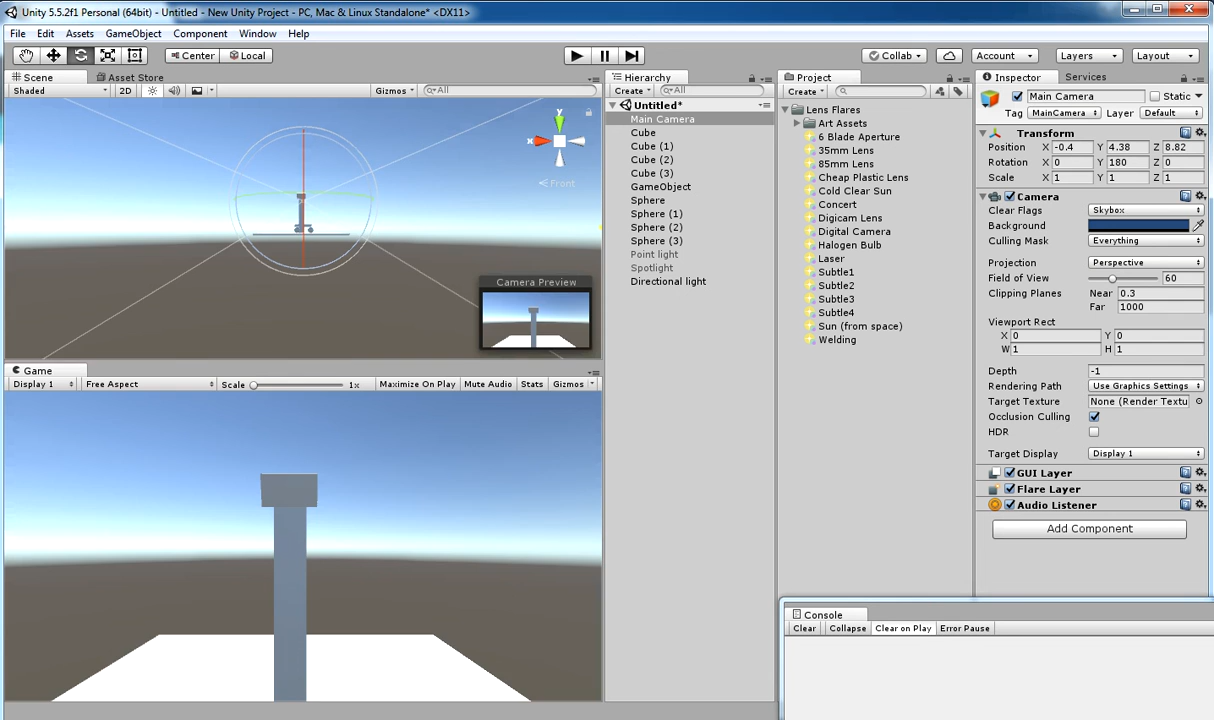 Unity 5.5.2f1 Personal (64bit) - Untitled - New Unity Project - PC, Mac & Linux Standalone* <DX11>
File Edit Assets GameObject Component Window Help
Center Local Collab Account Layers Layout
Scene Asset Store
Shaded 2D Gizmos All
y
x
Front
Camera Preview
Game
Display 1 Free Aspect Scale 1x Maximize On Play Mute Audio Stats Gizmos
Hierarchy
Create All
Untitled*
Main Camera
Cube
Cube (1)
Cube (2)
Cube (3)
GameObject
Sphere
Sphere (1)
Sphere (2)
Sphere (3)
Point light
Spotlight
Directional light
Project
Create
Lens Flares
Art Assets
6 Blade Aperture
35mm Lens
85mm Lens
Cheap Plastic Lens
Cold Clear Sun
Concert
Digicam Lens
Digital Camera
Halogen Bulb
Laser
Subtle1
Subtle2
Subtle3
Subtle4
Sun (from space)
Welding
Inspector Services
Main Camera Static
Tag MainCamera Layer Default
Transform
Position X -0.4 Y 4.38 Z 8.82
Rotation X 0 Y 180 Z 0
Scale X 1 Y 1 Z 1
Camera
Clear Flags Skybox
Background
Culling Mask Everything
Projection Perspective
Field of View 60
Clipping Planes Near 0.3
Far 1000
Viewport Rect
X 0 Y 0
W 1 H 1
Depth -1
Rendering Path Use Graphics Settings
Target Texture None (Render Textu
Occlusion Culling
HDR
Target Display Display 1
GUI Layer
Flare Layer
Audio Listener
Add Component
Console
Clear Collapse Clear on Play Error Pause